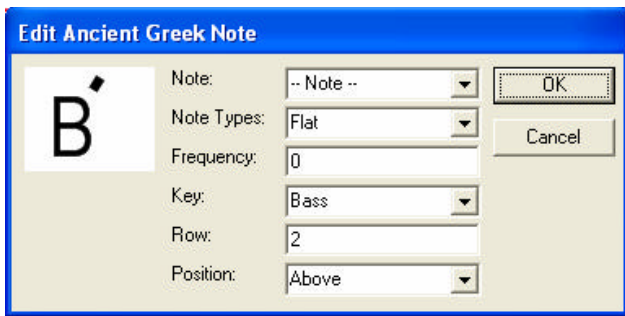 Edit Ancient Greek Note
B́
Note: -- Note -- OK
Note Types: Flat Cancel
Frequency: 0
Key: Bass
Row: 2
Position: Above